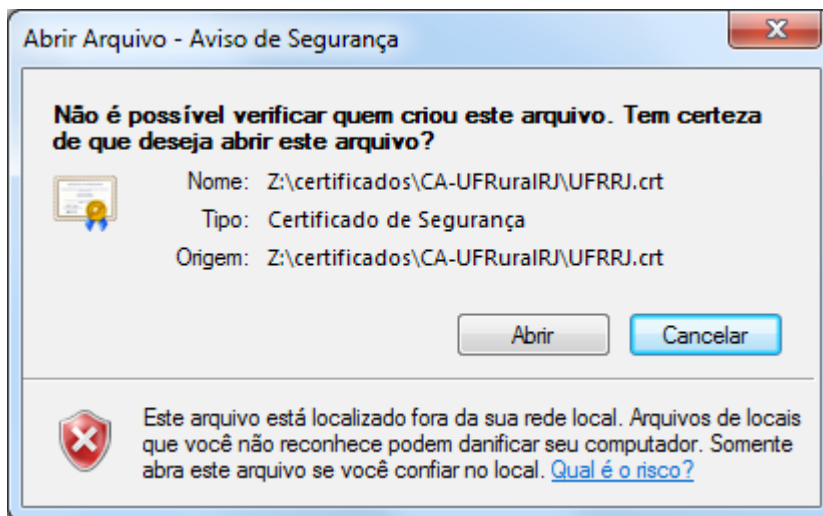 Abrir Arquivo - Aviso de Segurança
Não é possível verificar quem criou este arquivo. Tem certeza
de que deseja abrir este arquivo?
Nome: Z:\certificados\CA-UFRuralRJ\UFRRJ.crt
Tipo: Certificado de Segurança
Origem: Z:\certificados\CA-UFRuralRJ\UFRRJ.crt
Abrir Cancelar
Este arquivo está localizado fora da sua rede local. Arquivos de locais
que você não reconhece podem danificar seu computador. Somente
abra este arquivo se você confiar no local. Qual é o risco?